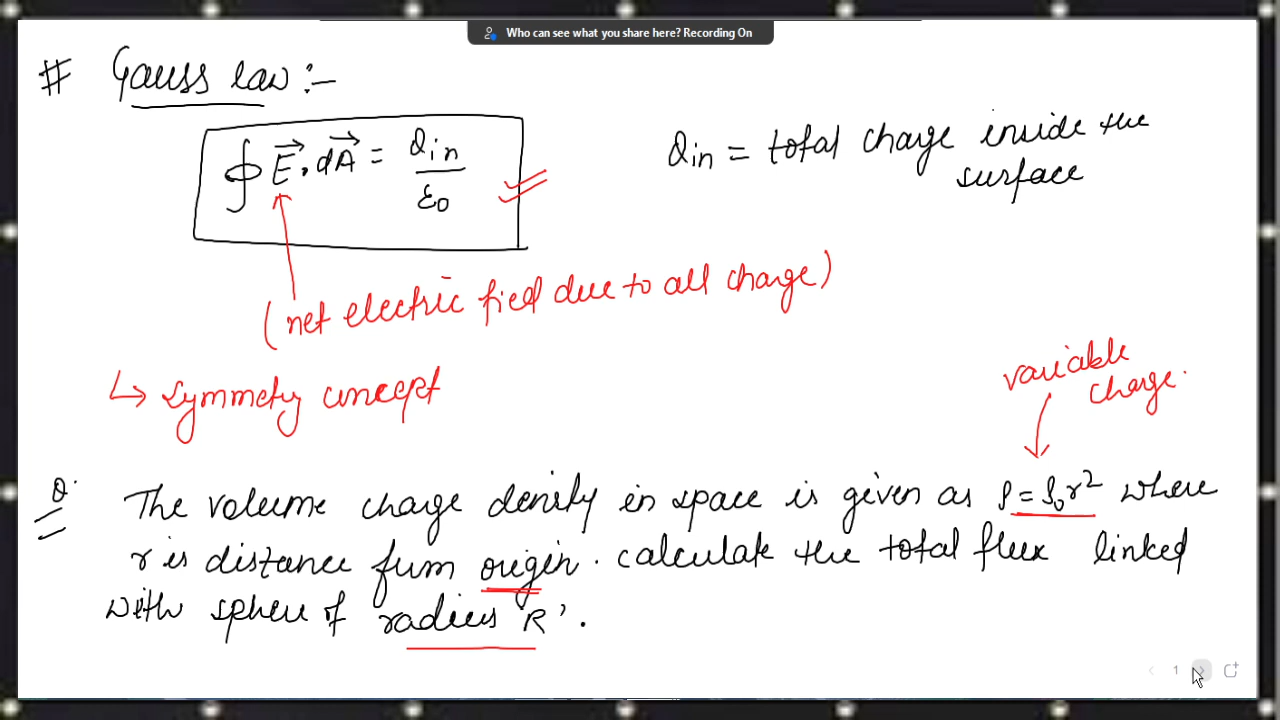 Who can see what you share here? Recording On
# Gauss law :-
∮ E⃗ . dA⃗ = Qin / ε0
Qin = total charge inside the
surface
(net electric field due to all charge)
↳ Symmety concept
variable
charge.
Q. The volume charge density in space is given as ρ = ρ0r² where
r is distance from origin. calculate the total flux linked
with sphere of radius 'R'.
1